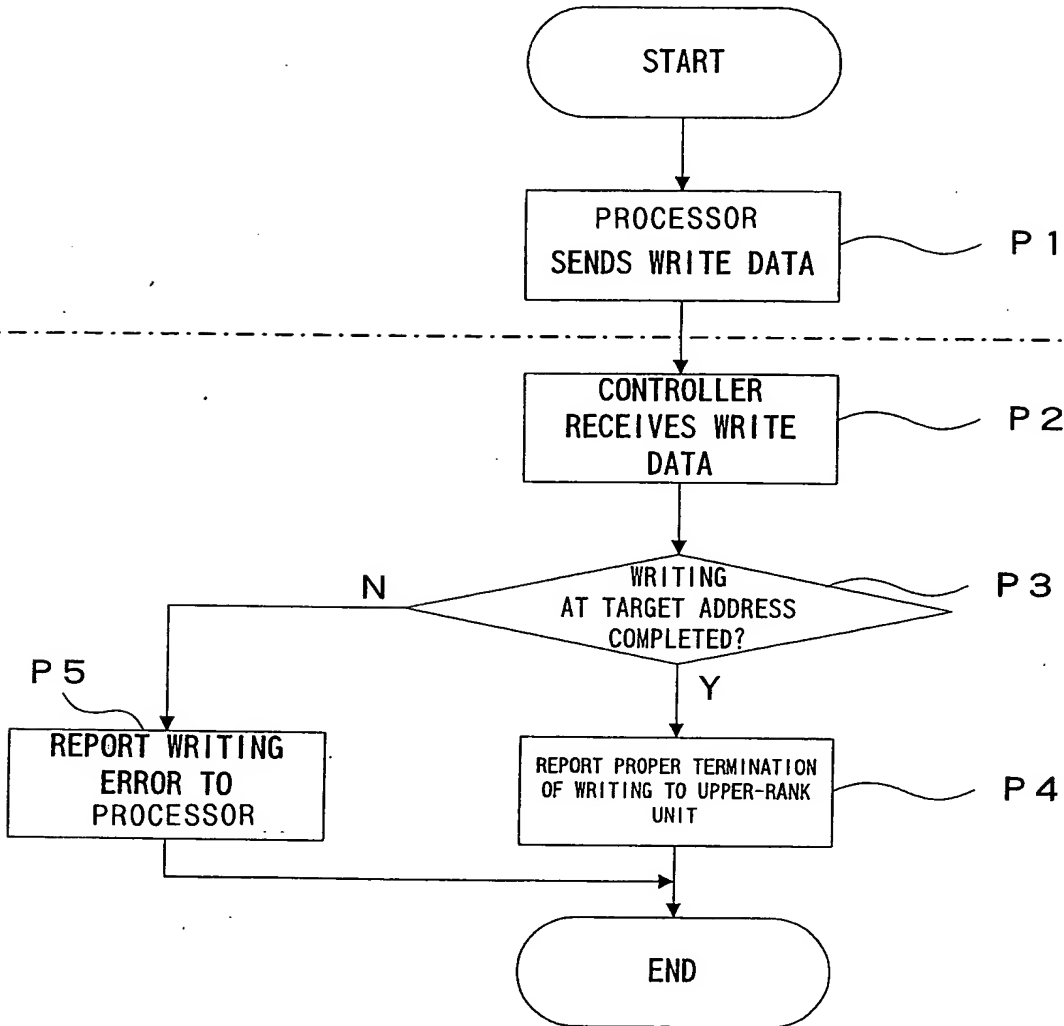 START
PROCESSOR
SENDS WRITE DATA
P1
CONTROLLER
RECEIVES WRITE
DATA
P2
WRITING
AT TARGET ADDRESS
COMPLETED?
P3
N
Y
P5
REPORT WRITING
ERROR TO
PROCESSOR
REPORT PROPER TERMINATION
OF WRITING TO UPPER-RANK
UNIT
P4
END